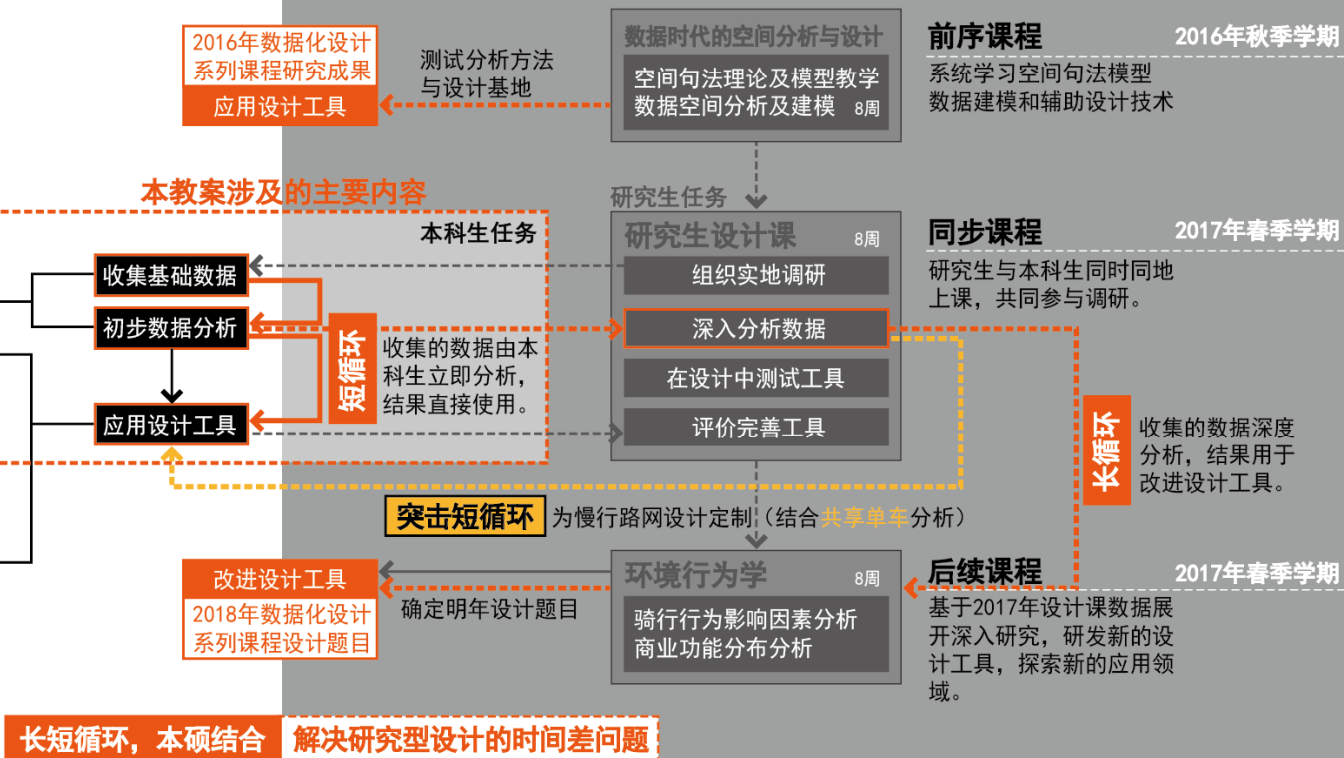 2016年数据化设计
系列课程研究成果
应用设计工具
测试分析方法
与设计基地
数据时代的空间分析与设计
空间句法理论及模型教学
数据空间分析及建模 8周
前序课程
2016年秋季学期
系统学习空间句法模型
数据建模和辅助设计技术
本教案涉及的主要内容
本科生任务
收集基础数据
初步数据分析
应用设计工具
短循环
收集的数据由本
科生立即分析，
结果直接使用。
研究生任务
研究生设计课 8周
组织实地调研
深入分析数据
在设计中测试工具
评价完善工具
同步课程
2017年春季学期
研究生与本科生同时同地
上课，共同参与调研。
长循环
收集的数据深度
分析，结果用于
改进设计工具。
突击短循环
为慢行路网设计定制（结合共享单车分析）
改进设计工具
2018年数据化设计
系列课程设计题目
确定明年设计题目
环境行为学 8周
骑行行为影响因素分析
商业功能分布分析
后续课程
2017年春季学期
基于2017年设计课数据展
开深入研究，研发新的设
计工具，探索新的应用领
域。
长短循环，本硕结合
解决研究型设计的时间差问题